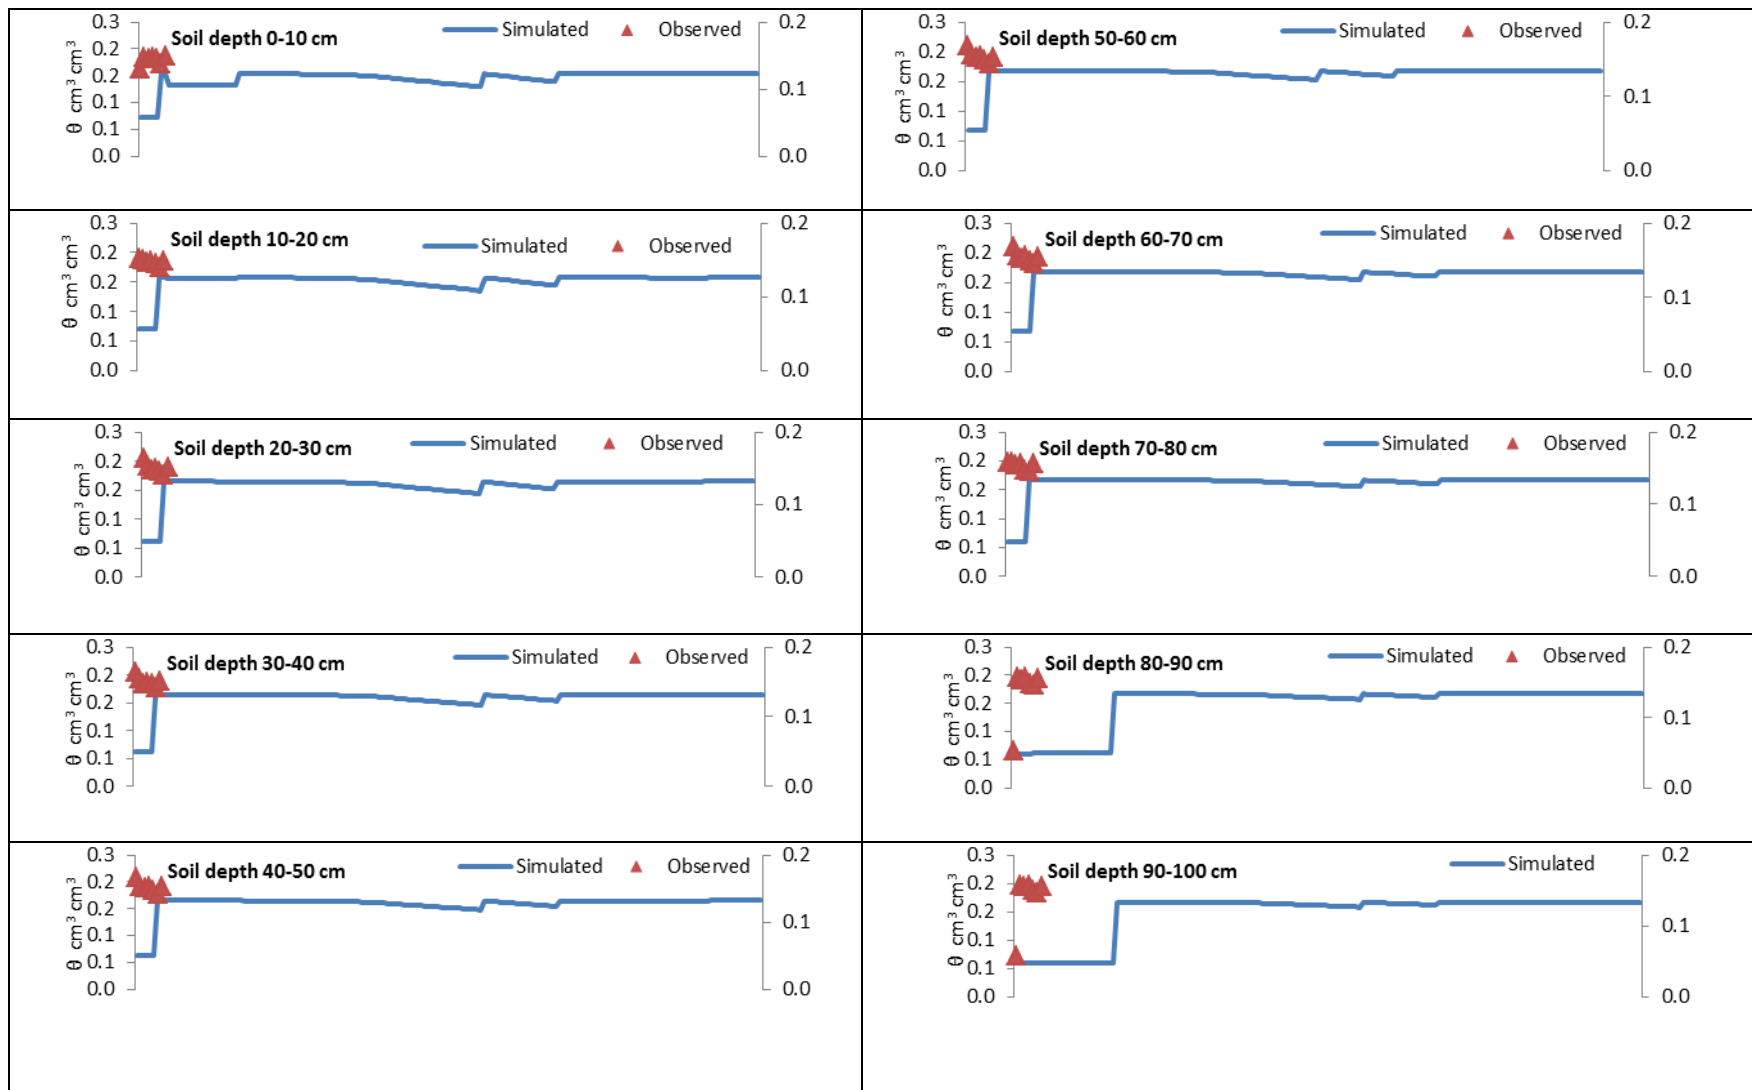 Soil depth 0-10 cm
Simulated
Observed
θ cm³ cm³
0.3
0.2
0.2
0.1
0.1
0.0
0.2
0.1
0.0
Soil depth 50-60 cm
Simulated
Observed
θ cm³ cm³
0.3
0.2
0.2
0.1
0.1
0.0
0.2
0.1
0.0
Soil depth 10-20 cm
Simulated
Observed
θ cm³ cm³
0.3
0.2
0.2
0.1
0.1
0.0
0.2
0.1
0.0
Soil depth 60-70 cm
Simulated
Observed
θ cm³ cm³
0.3
0.2
0.2
0.1
0.1
0.0
0.2
0.1
0.0
Soil depth 20-30 cm
Simulated
Observed
θ cm³ cm³
0.3
0.2
0.2
0.1
0.1
0.0
0.2
0.1
0.0
Soil depth 70-80 cm
Simulated
Observed
θ cm³ cm³
0.3
0.2
0.2
0.1
0.1
0.0
0.2
0.1
0.0
Soil depth 30-40 cm
Simulated
Observed
θ cm³ cm³
0.3
0.2
0.2
0.1
0.1
0.0
0.2
0.1
0.0
Soil depth 80-90 cm
Simulated
Observed
θ cm³ cm³
0.3
0.2
0.2
0.1
0.1
0.0
0.2
0.1
0.0
Soil depth 40-50 cm
Simulated
Observed
θ cm³ cm³
0.3
0.2
0.2
0.1
0.1
0.0
0.2
0.1
0.0
Soil depth 90-100 cm
Simulated
θ cm³ cm³
0.3
0.2
0.2
0.1
0.1
0.0
0.2
0.1
0.0